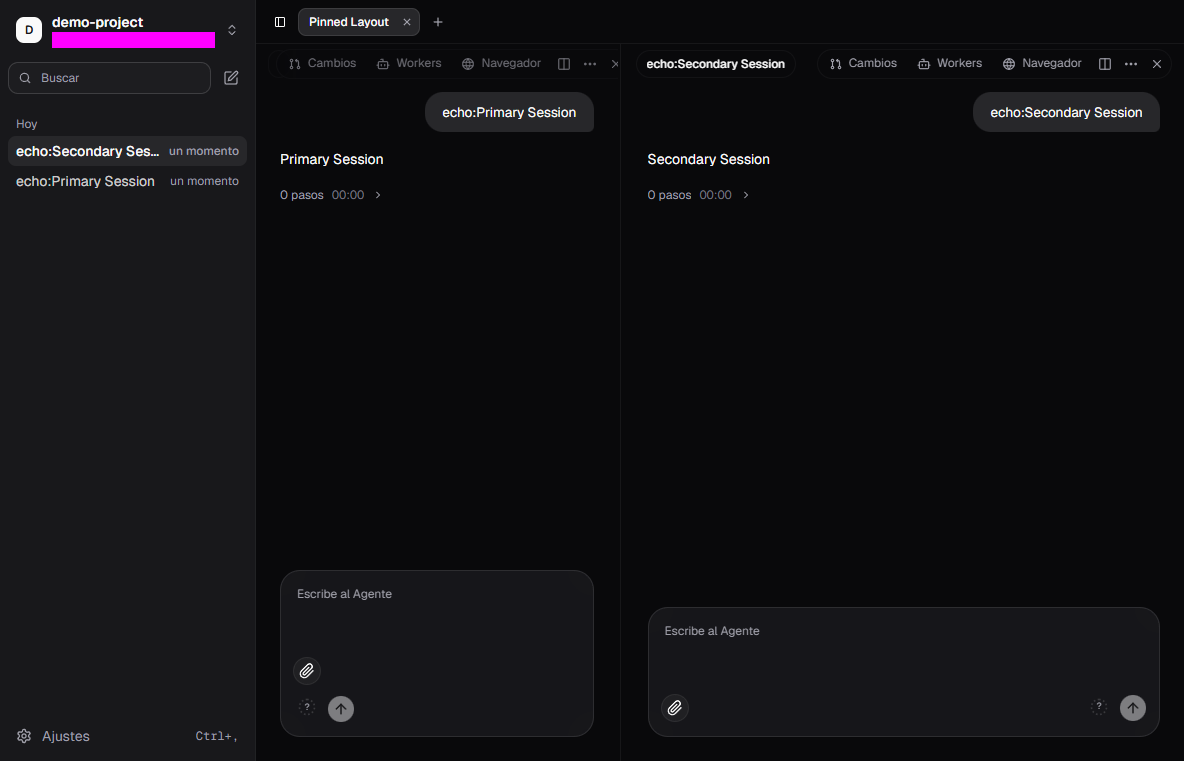 D
demo-project
Buscar
Hoy
echo:Secondary Ses... un momento
echo:Primary Session un momento
Ajustes Ctrl+,
Pinned Layout
Cambios Workers Navegador
echo:Primary Session
Primary Session
0 pasos 00:00
Escribe al Agente
?
echo:Secondary Session Cambios Workers Navegador
echo:Secondary Session
Secondary Session
0 pasos 00:00
Escribe al Agente
?